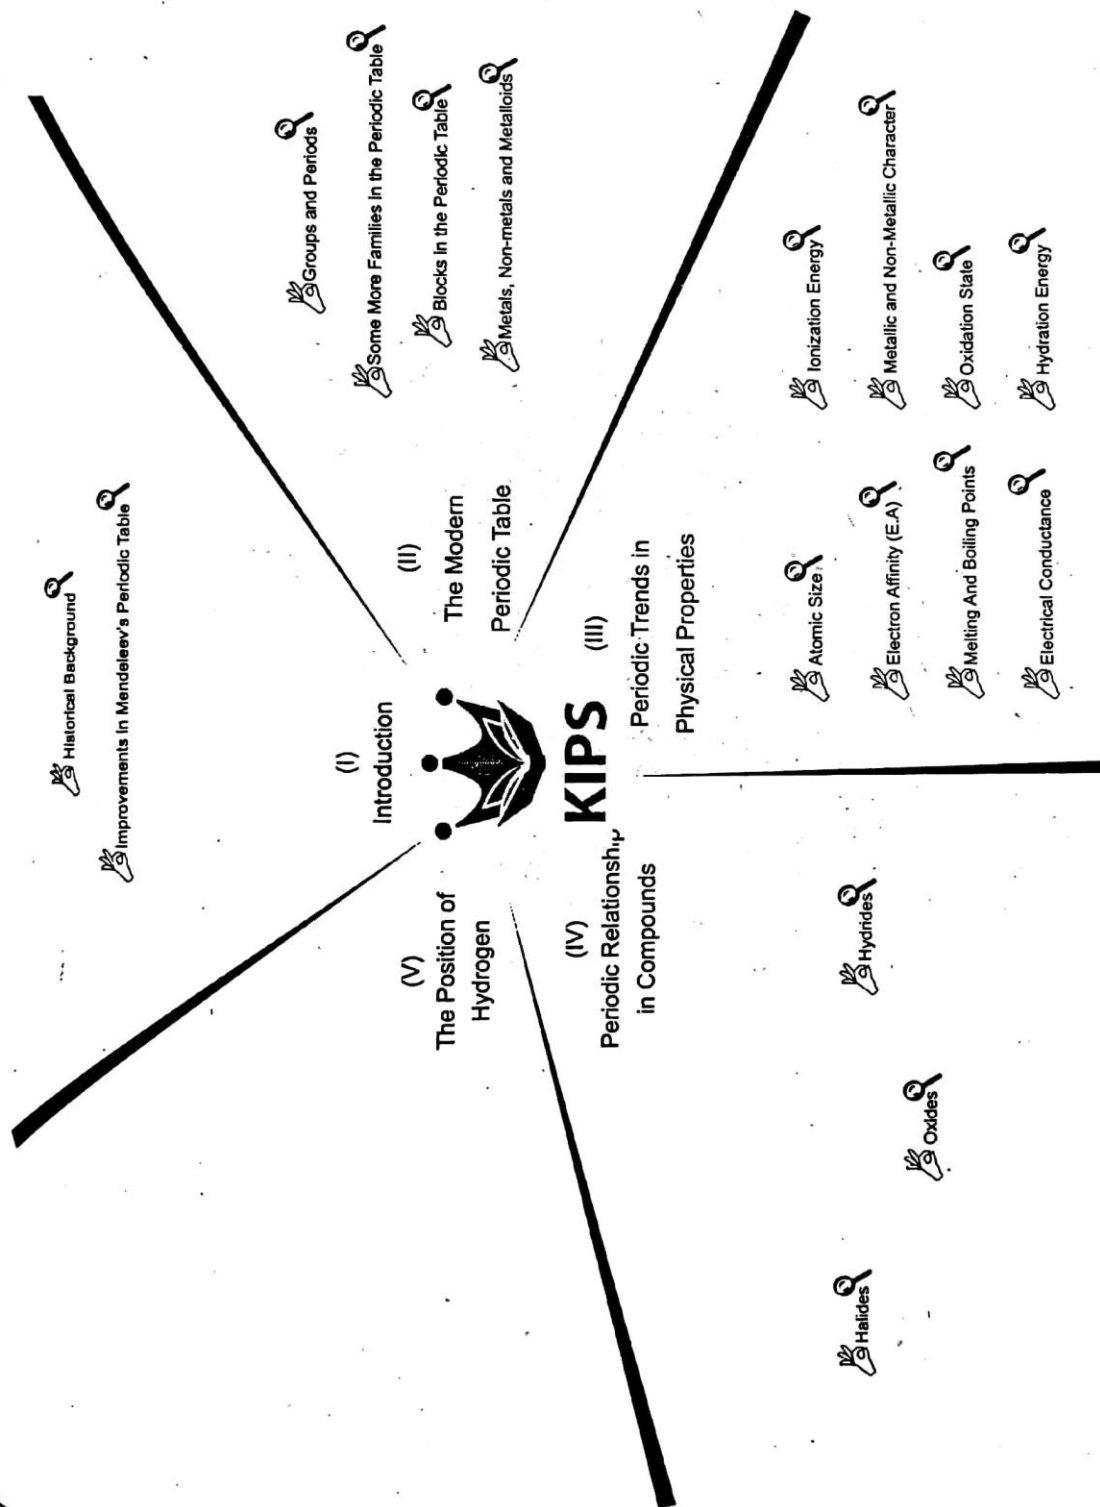 (I)
Introduction
Historical Background
Improvements In Mendeleev's Periodic Table
(II)
The Modern
Periodic Table
Groups and Periods
Some More Families in the Periodic Table
Blocks in the Periodic Table
Metals, Non-metals and Metalloids
(III)
Periodic Trends in
Physical Properties
Atomic Size
Ionization Energy
Electron Affinity (E.A)
Metallic and Non-Metallic Character
Melting And Boiling Points
Oxidation State
Electrical Conductance
Hydration Energy
(IV)
Periodic Relationship
in Compounds
Halides
Oxides
Hydrides
(V)
The Position of
Hydrogen
KIPS